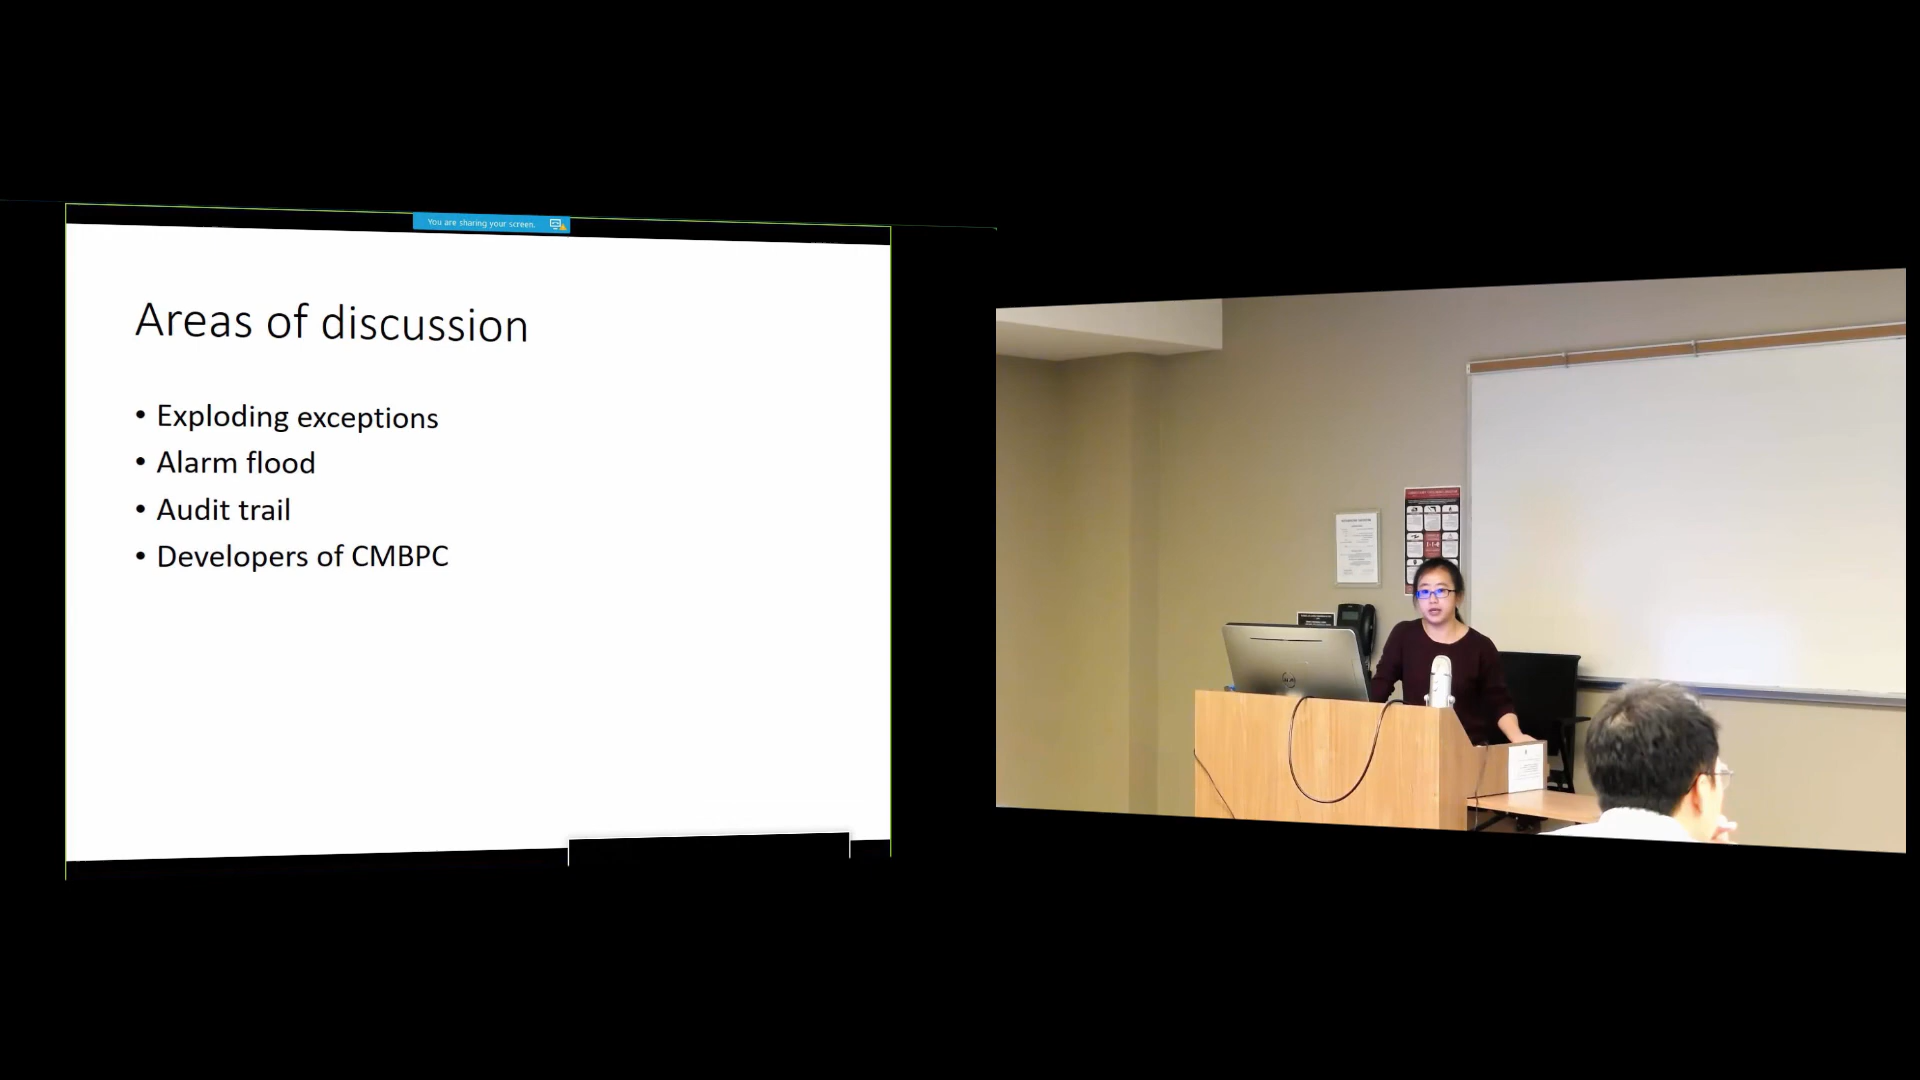 You are sharing your screen.
Areas of discussion
• Exploding exceptions
• Alarm flood
• Audit trail
• Developers of CMBPC